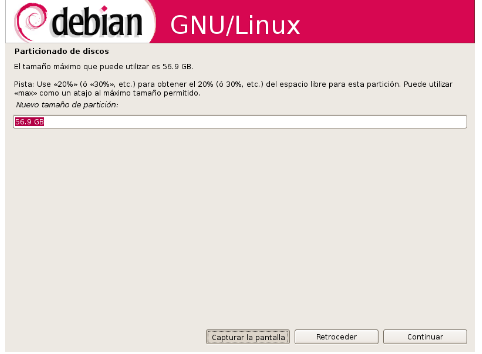 debian GNU/Linux
Particionado de discos
El tamaño máximo que puede utilizar es 56.9 GB.
Pista: Use «20%» (ó «30%», etc.) para obtener el 20% (ó 30%, etc.) del espacio libre para esta partición. Puede utilizar
«max» como un atajo al máximo tamaño permitido.
Nuevo tamaño de partición:
56.9 GB
Capturar la pantalla Retroceder Continuar